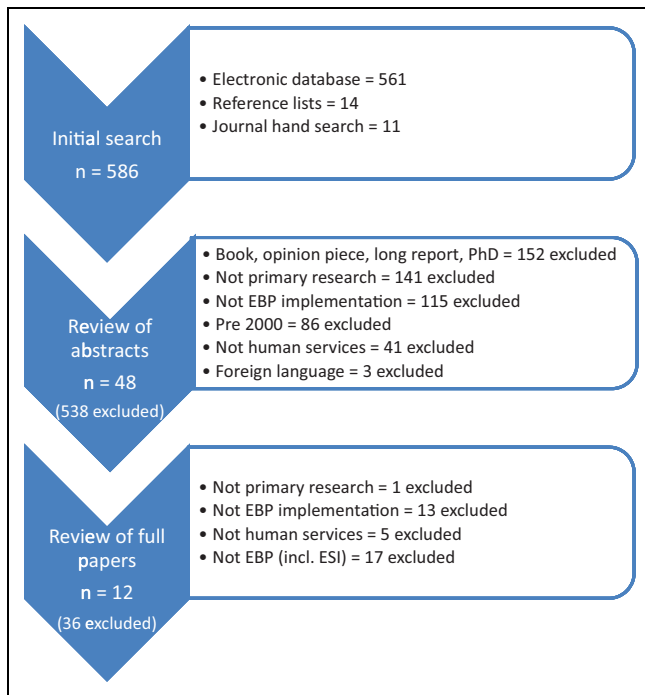 Initial search
n = 586
• Electronic database = 561
• Reference lists = 14
• Journal hand search = 11
Review of
abstracts
n = 48
(538 excluded)
• Book, opinion piece, long report, PhD = 152 excluded
• Not primary research = 141 excluded
• Not EBP implementation = 115 excluded
• Pre 2000 = 86 excluded
• Not human services = 41 excluded
• Foreign language = 3 excluded
Review of full
papers
n = 12
(36 excluded)
• Not primary research = 1 excluded
• Not EBP implementation = 13 excluded
• Not human services = 5 excluded
• Not EBP (incl. ESI) = 17 excluded